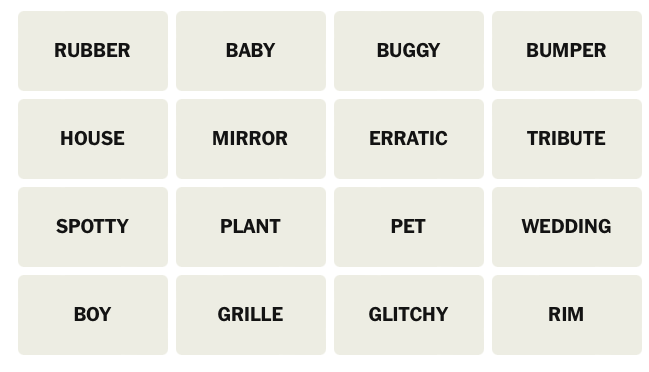 RUBBER BABY BUGGY BUMPER
HOUSE MIRROR ERRATIC TRIBUTE
SPOTTY PLANT PET WEDDING
BOY GRILLE GLITCHY RIM